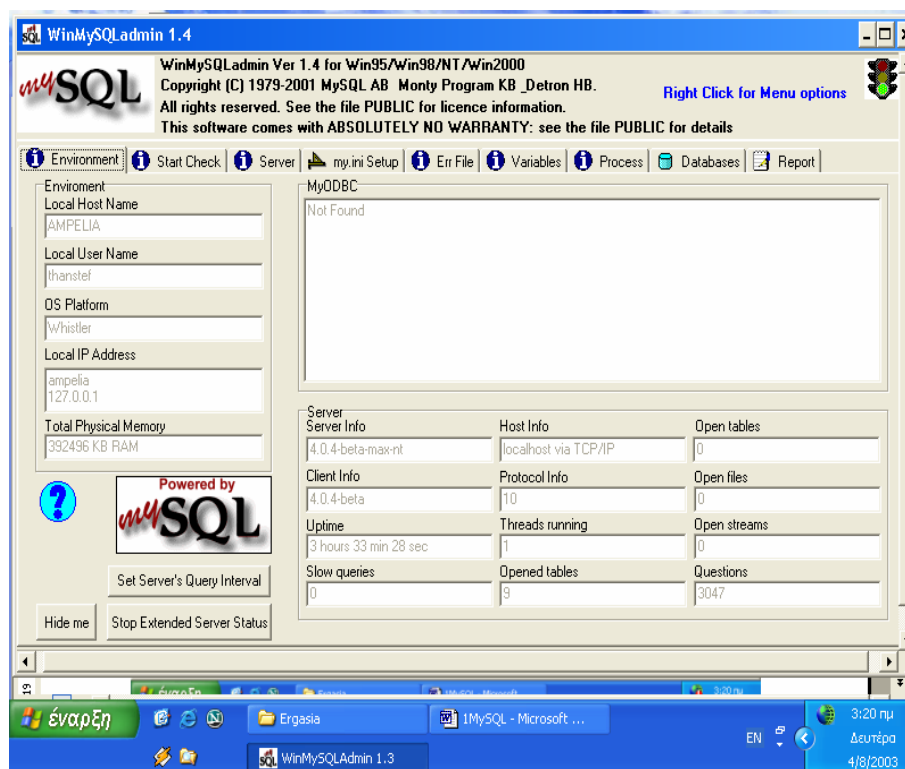 WinMySQLadmin 1.4
mySQL
WinMySQLadmin Ver 1.4 for Win95/Win98/NT/Win2000
Copyright (C) 1979-2001 MySQL AB Monty Program KB _Detron HB.
All rights reserved. See the file PUBLIC for licence information.
This software comes with ABSOLUTELY NO WARRANTY: see the file PUBLIC for details
Right Click for Menu options
Environment Start Check Server my.ini Setup Err File Variables Process Databases Report
Enviroment
Local Host Name
AMPELIA
Local User Name
thanstef
OS Platform
Whistler
Local IP Address
ampelia
127.0.0.1
Total Physical Memory
392496 KB RAM
MyODBC
Not Found
Powered by
mySQL
Set Server's Query Interval
Hide me Stop Extended Server Status
Server
Server Info Host Info Open tables
4.0.4-beta-max-nt localhost via TCP/IP 0
Client Info Protocol Info Open files
4.0.4-beta 10 0
Uptime Threads running Open streams
3 hours 33 min 28 sec 1 0
Slow queries Opened tables Questions
0 9 3047
19
έναρξη Ergasia 3:20 πμ
έναρξη Ergasia 1MySQL - Microsoft ... 3:20 πμ
EN Δευτέρα
WinMySQLAdmin 1.3 4/8/2003